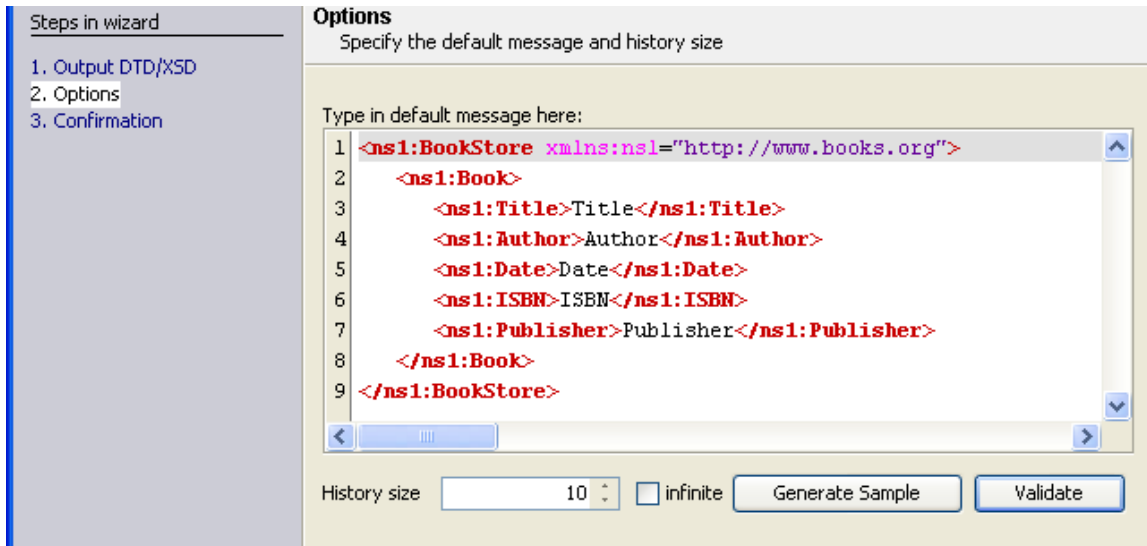 Steps in wizard
1. Output DTD/XSD
2. Options
3. Confirmation
Options
Specify the default message and history size
Type in default message here:
1 <ns1:BookStore xmlns:nsl="http://www.books.org">
2 <ns1:Book>
3 <ns1:Title>Title</ns1:Title>
4 <ns1:Author>Author</ns1:Author>
5 <ns1:Date>Date</ns1:Date>
6 <ns1:ISBN>ISBN</ns1:ISBN>
7 <ns1:Publisher>Publisher</ns1:Publisher>
8 </ns1:Book>
9 </ns1:BookStore>
History size 10 infinite Generate Sample Validate